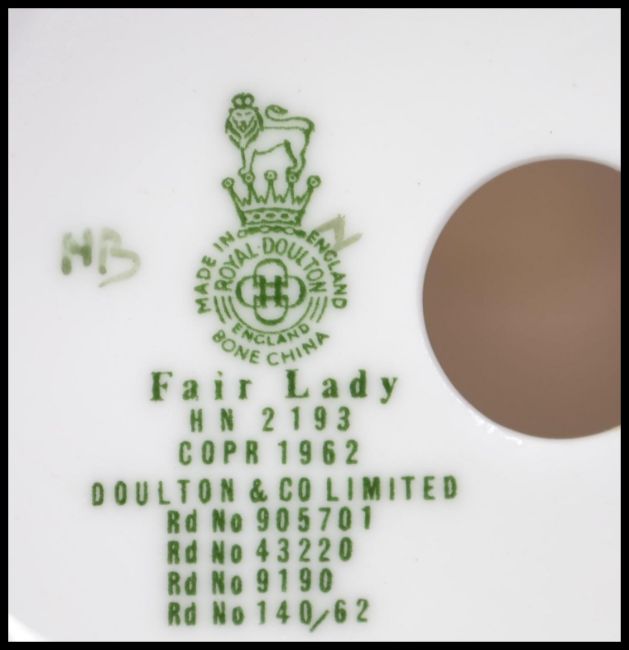 HB
N
MADE IN ENGLAND
ROYAL·DOULTON
ENGLAND
BONE CHINA
Fair Lady
HN 2193
COPR 1962
DOULTON & CO LIMITED
Rd No 905701
Rd No 43220
Rd No 9190
Rd No 140/62